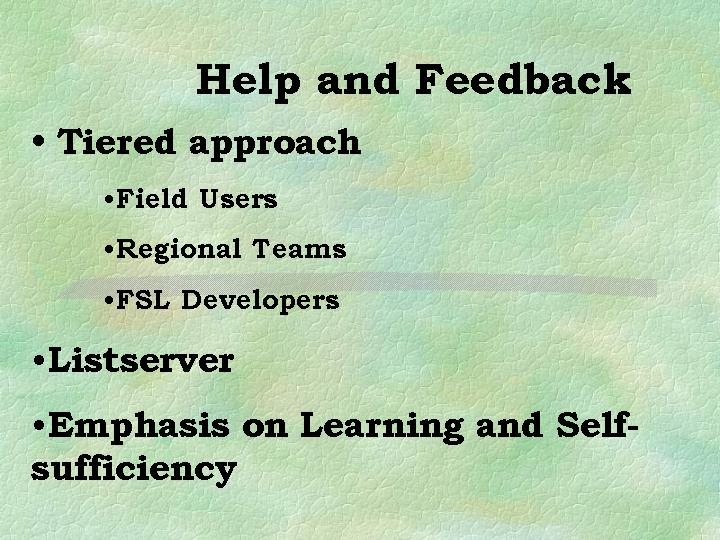 Help and Feedback
• Tiered approach
•Field Users
•Regional Teams
•FSL Developers
•Listserver
•Emphasis on Learning and Self-
sufficiency